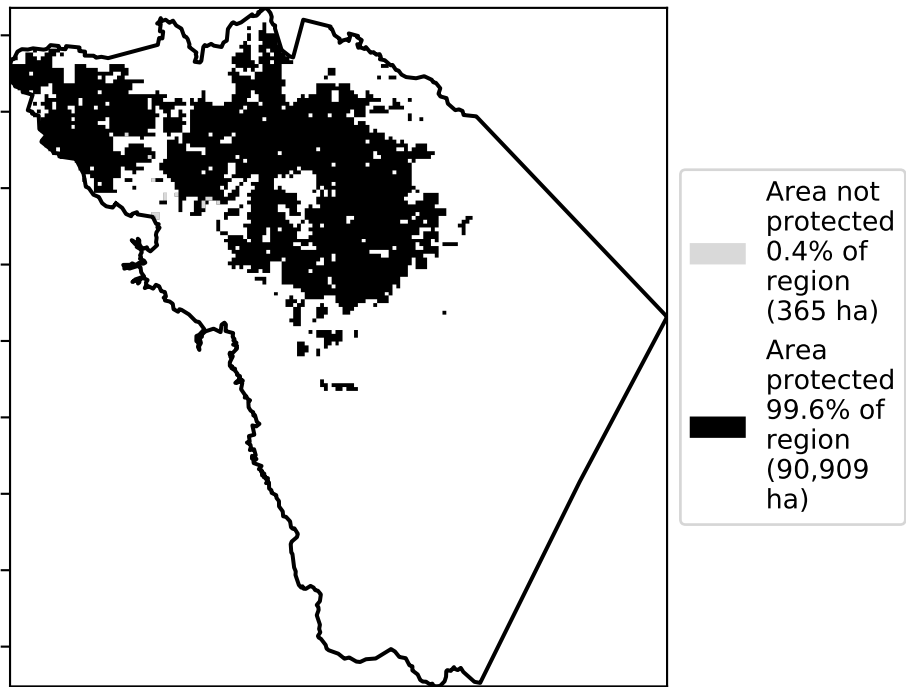 Area not
protected
0.4% of
region
(365 ha)
Area
protected
99.6% of
region
(90,909
ha)